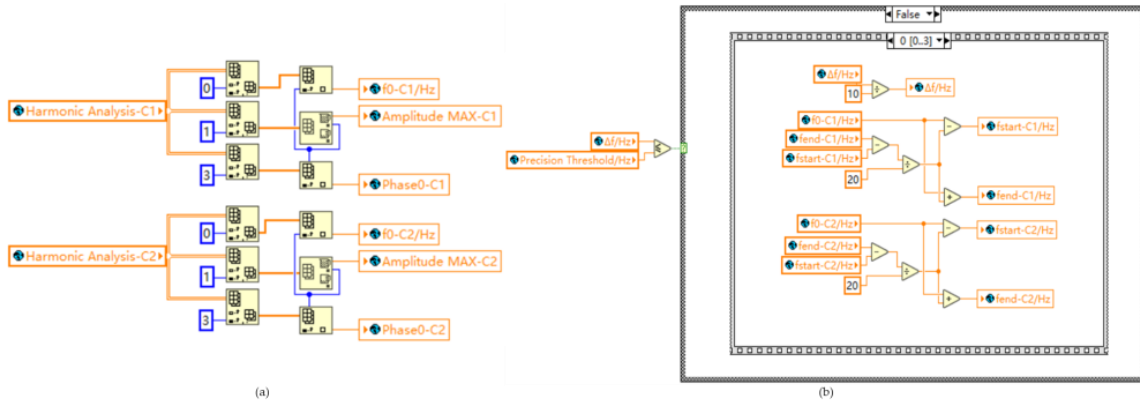 0
f0-C1/Hz
Harmonic Analysis-C1
Amplitude MAX-C1
1
3
Phase0-C1
0
f0-C2/Hz
Harmonic Analysis-C2
Amplitude MAX-C2
1
3
Phase0-C2
(a)
False
0 [0..3]
Δf/Hz
10
Δf/Hz
f0-C1/Hz
fend-C1/Hz
fstart-C1/Hz
20
fstart-C1/Hz
fend-C1/Hz
Δf/Hz
Precision Threshold/Hz
f0-C2/Hz
fend-C2/Hz
fstart-C2/Hz
20
fstart-C2/Hz
fend-C2/Hz
(b)